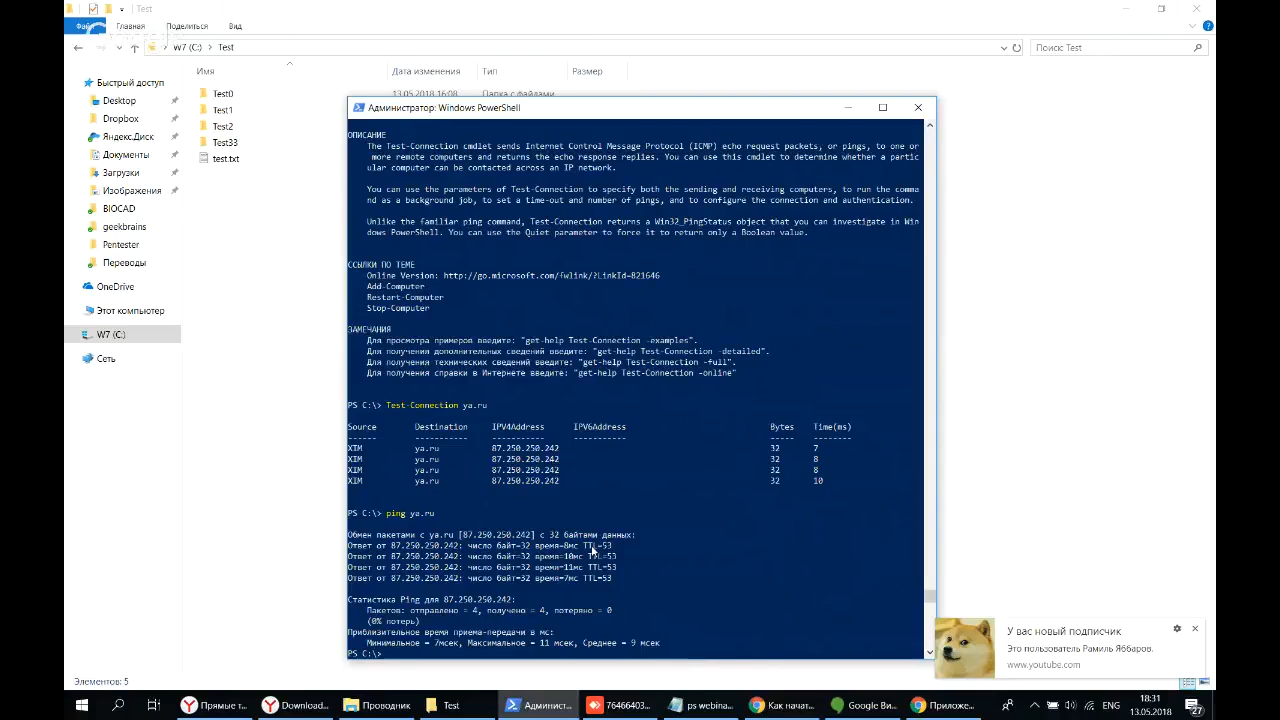 Test
Файл
Главная
Поделиться
Вид
W7 (C:) › Test
Поиск: Test
Имя
Дата изменения
Тип
Размер
Быстрый доступ
Desktop
Dropbox
Яндекс.Диск
Документы
Загрузки
Изображения
BIOCAD
geekbrains
Pentester
Переводы
OneDrive
Этот компьютер
W7 (C:)
Сеть
Test0
Test1
Test2
Test33
test.txt
13.05.2018 16:08
Папка с файлами
Администратор: Windows PowerShell
ОПИСАНИЕ
The Test-Connection cmdlet sends Internet Control Message Protocol (ICMP) echo request packets, or pings, to one or
more remote computers and returns the echo response replies. You can use this cmdlet to determine whether a partic
ular computer can be contacted across an IP network.
You can use the parameters of Test-Connection to specify both the sending and receiving computers, to run the comma
nd as a background job, to set a time-out and number of pings, and to configure the connection and authentication.
Unlike the familiar ping command, Test-Connection returns a Win32_PingStatus object that you can investigate in Win
dows PowerShell. You can use the Quiet parameter to force it to return only a Boolean value.
ССЫЛКИ ПО ТЕМЕ
Online Version: http://go.microsoft.com/fwlink/?LinkId=821646
Add-Computer
Restart-Computer
Stop-Computer
ЗАМЕЧАНИЯ
Для просмотра примеров введите: "get-help Test-Connection -examples".
Для получения дополнительных сведений введите: "get-help Test-Connection -detailed".
Для получения технических сведений введите: "get-help Test-Connection -full".
Для получения справки в Интернете введите: "get-help Test-Connection -online"
PS C:\> Test-Connection ya.ru
Source Destination IPV4Address IPV6Address Bytes Time(ms)
------ ----------- ----------- ----------- ----- --------
XIM ya.ru 87.250.250.242 32 7
XIM ya.ru 87.250.250.242 32 8
XIM ya.ru 87.250.250.242 32 8
XIM ya.ru 87.250.250.242 32 10
PS C:\> ping ya.ru
Обмен пакетами с ya.ru [87.250.250.242] с 32 байтами данных:
Ответ от 87.250.250.242: число байт=32 время=8мс TTL=53
Ответ от 87.250.250.242: число байт=32 время=10мс TTL=53
Ответ от 87.250.250.242: число байт=32 время=11мс TTL=53
Ответ от 87.250.250.242: число байт=32 время=7мс TTL=53
Статистика Ping для 87.250.250.242:
Пакетов: отправлено = 4, получено = 4, потеряно = 0
(0% потерь)
Приблизительное время приема-передачи в мс:
Минимальное = 7мсек, Максимальное = 11 мсек, Среднее = 9 мсек
PS C:\>
У вас новый подписчик
Это пользователь Рамиль Яббаров.
www.youtube.com
Элементов: 5
Прямые т...
Download...
Проводник
Test
Админист...
76466403...
ps webina...
Как начат...
Google Ви...
Приложе...
ENG
18:31
13.05.2018
27